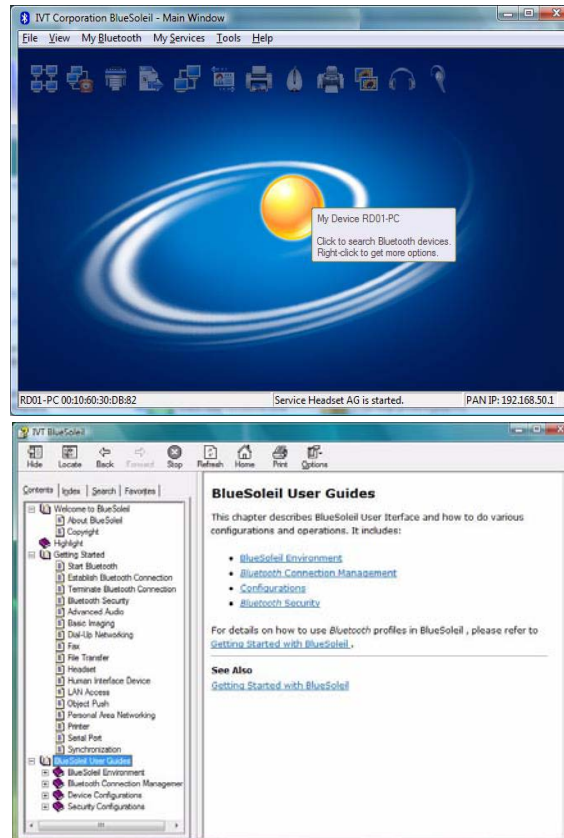 IVT Corporation BlueSoleil - Main Window
File View My Bluetooth My Services Tools Help
My Device RD01-PC
Click to search Bluetooth devices.
Right-click to get more options.
RD01-PC 00:10:60:30:DB:82 Service Headset AG is started. PAN IP: 192.168.50.1
IVT BlueSoleil
Hide Locate Back Forward Stop Refresh Home Print Options
Contents Index Search Favorites
Welcome to BlueSoleil
About BlueSoleil
Copyright
Highlight
Getting Started
Start Bluetooth
Establish Bluetooth Connection
Terminate Bluetooth Connection
Bluetooth Security
Advanced Audio
Basic Imaging
Dial-Up Networking
Fax
File Transfer
Headset
Human Interface Device
LAN Access
Object Push
Personal Area Networking
Printer
Serial Port
Synchronization
BlueSoleil User Guides
BlueSoleil Environment
Bluetooth Connection Managemer
Device Configurations
Security Configurations
BlueSoleil User Guides
This chapter describes BlueSoleil User Iterface and how to do various
configurations and operations. It includes:
• BlueSoleil Environment
• Bluetooth Connection Management
• Configurations
• Bluetooth Security
For details on how to use Bluetooth profiles in BlueSoleil , please refer to
Getting Started with BlueSoleil .
See Also
Getting Started with BlueSoleil